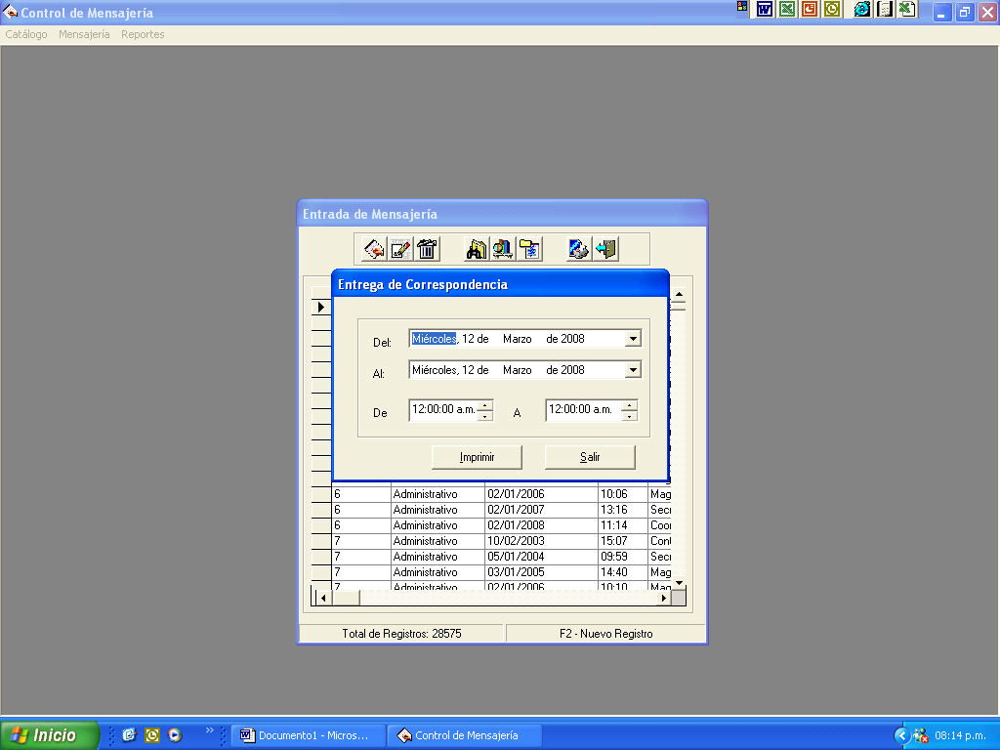 Control de Mensajería
Catálogo Mensajería Reportes
Entrada de Mensajería
Entrega de Correspondencia
Del: Miércoles, 12 de Marzo de 2008
Al: Miércoles, 12 de Marzo de 2008
De 12:00:00 a.m. A 12:00:00 a.m.
Imprimir Salir
6 Administrativo 02/01/2006 10:06 Mag
6 Administrativo 02/01/2007 13:16 Secr
6 Administrativo 02/01/2008 11:14 Coor
7 Administrativo 10/02/2003 15:07 Cont
7 Administrativo 05/01/2004 09:59 Secr
7 Administrativo 03/01/2005 14:40 Mag
7 Administrativo 02/01/2006 10:10 Mag
Total de Registros: 28575 F2 - Nuevo Registro
Inicio Documento1 - Micros... Control de Mensajería 08:14 p.m.